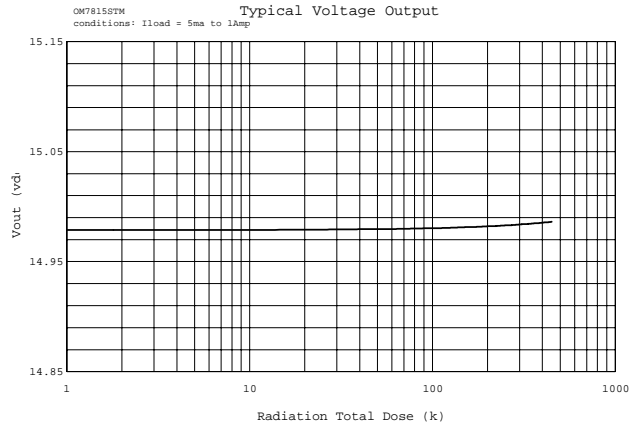 OM7815STM
Typical Voltage Output
conditions: Iload = 5ma to 1Amp
15.15
15.05
14.95
14.85
Vout (vd
1
10
100
1000
Radiation Total Dose (k)